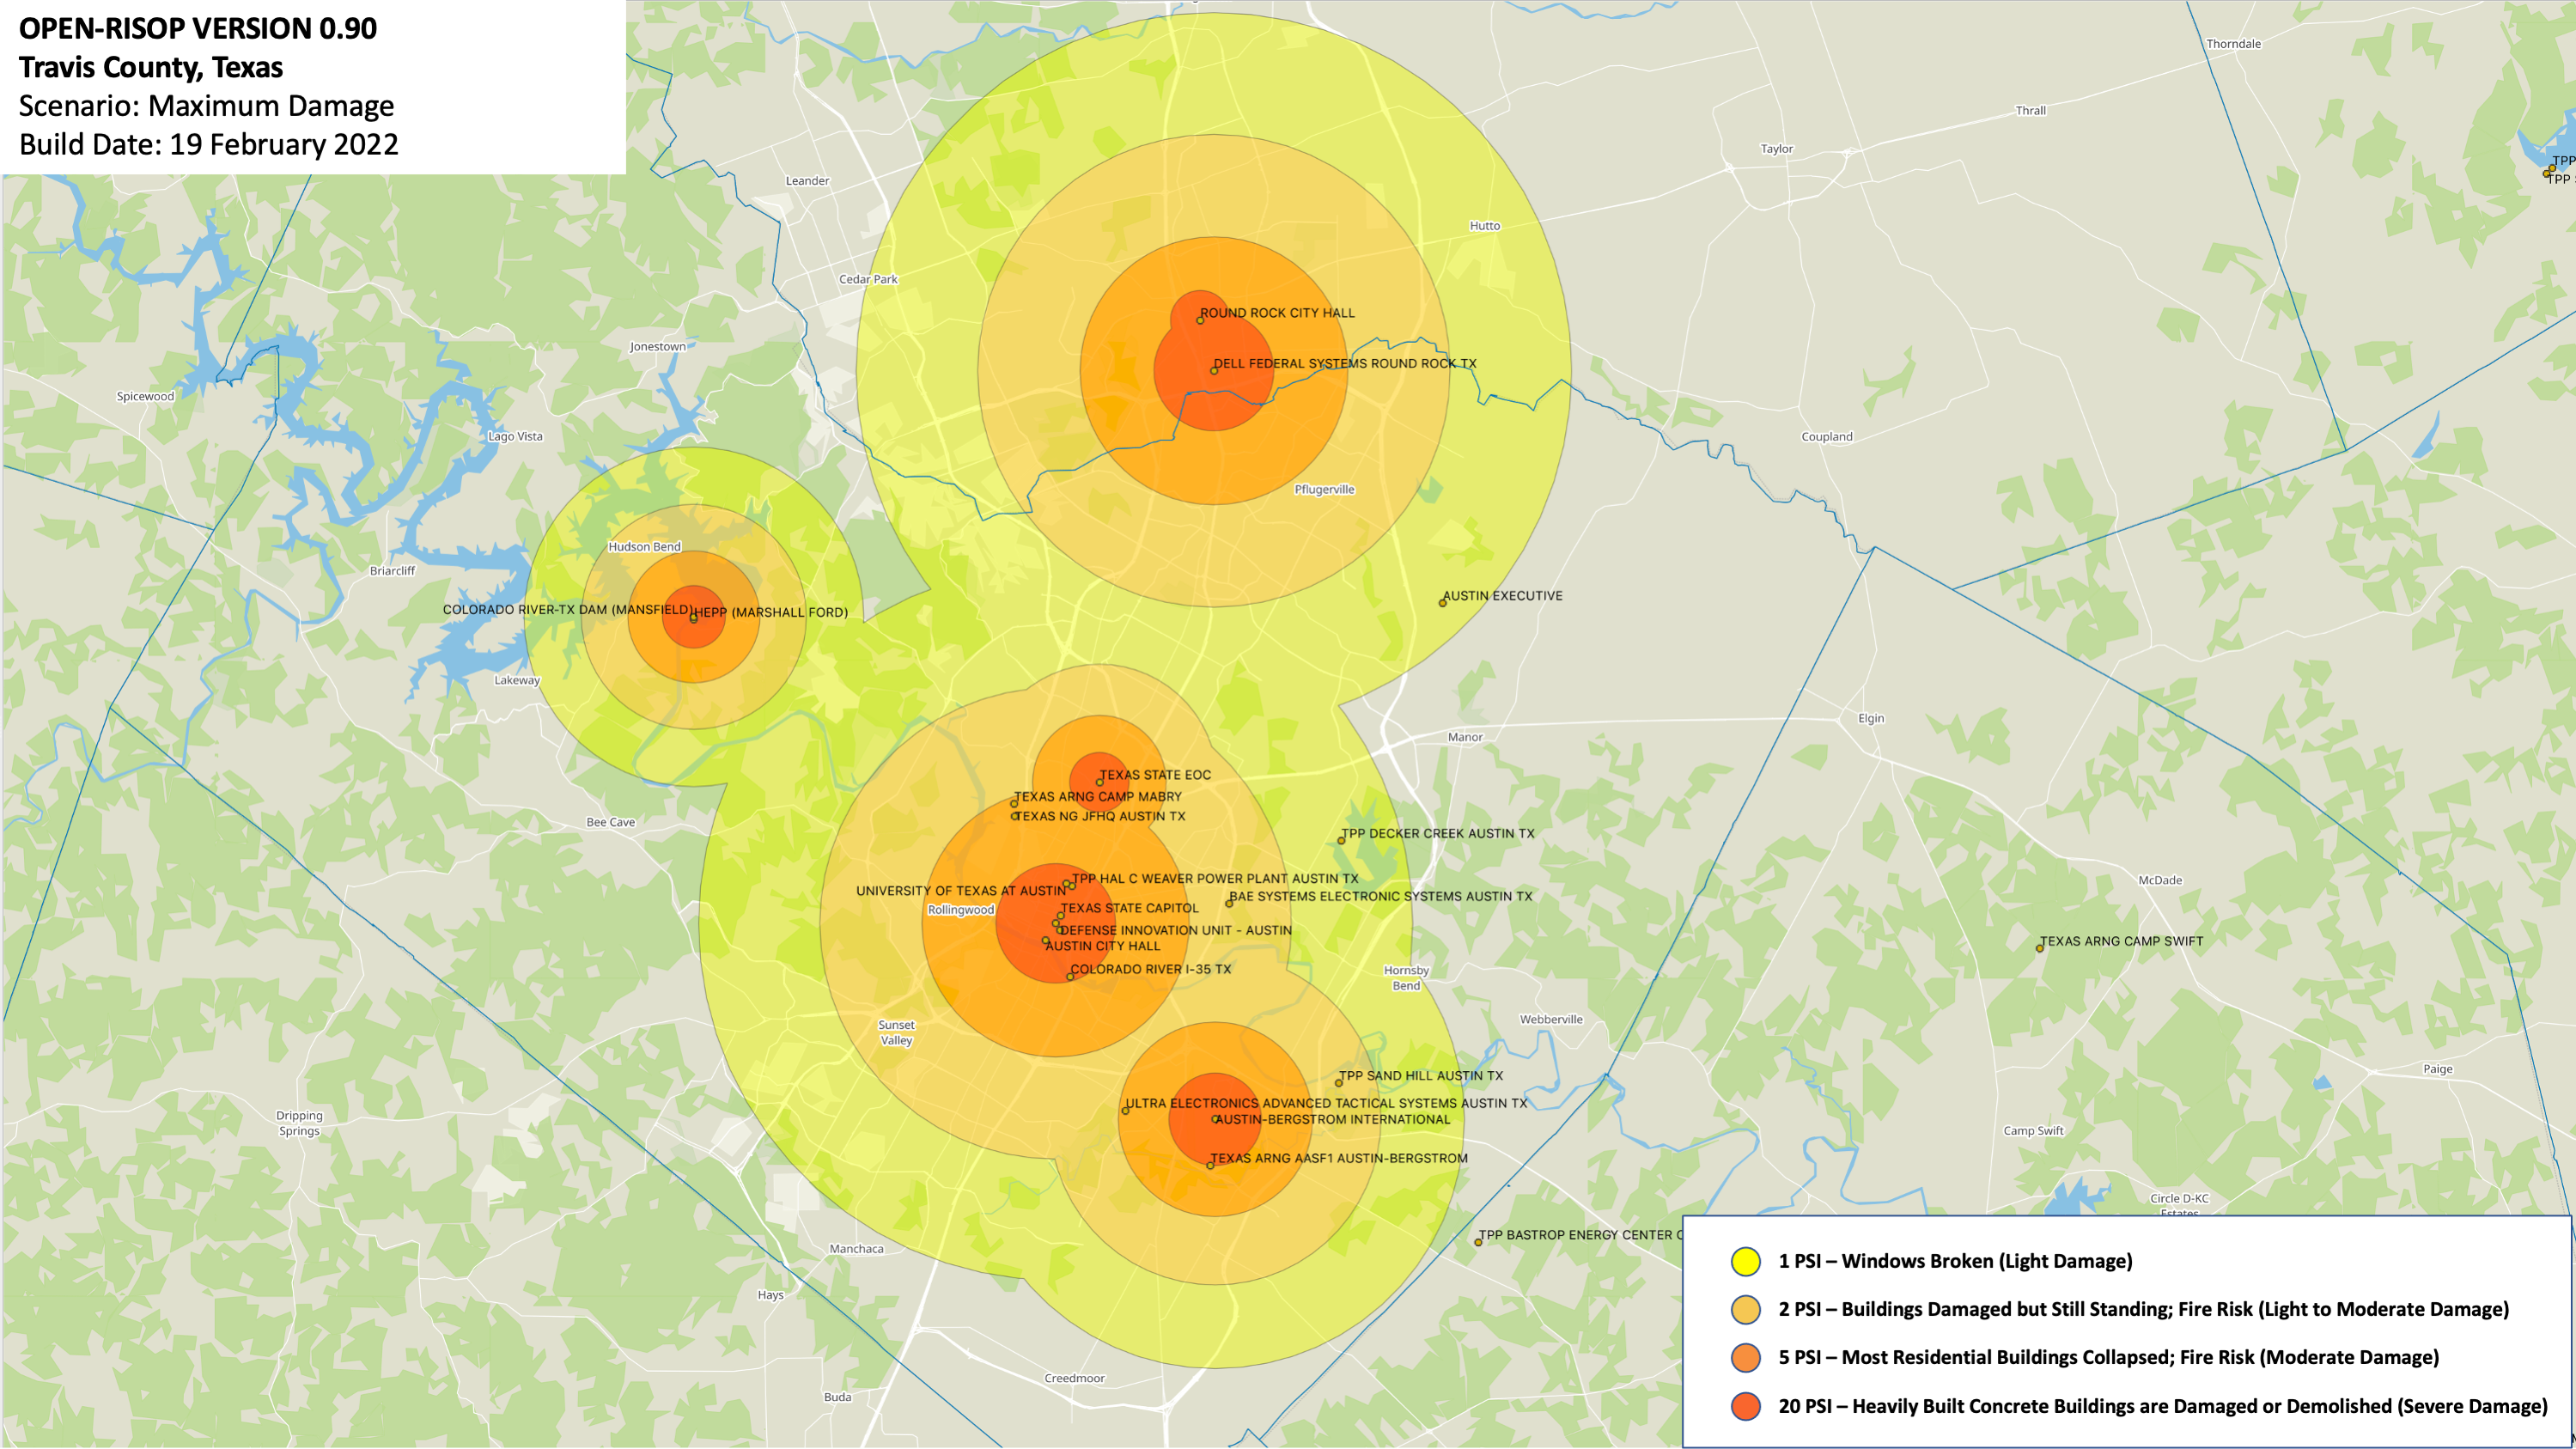 OPEN-RISOP VERSION 0.90
Travis County, Texas
Scenario: Maximum Damage
Build Date: 19 February 2022
Thorndale
Thrall
Taylor
TPP
TPP
Leander
Hutto
Cedar Park
ROUND ROCK CITY HALL
Jonestown
DELL FEDERAL SYSTEMS ROUND ROCK TX
Spicewood
Lago Vista
Coupland
Pflugerville
Hudson Bend
Briarcliff
AUSTIN EXECUTIVE
COLORADO RIVER-TX DAM (MANSFIELD)
HEPP (MARSHALL FORD)
Lakeway
Elgin
Manor
TEXAS STATE EOC
TEXAS ARNG CAMP MABRY
TEXAS NG JFHQ AUSTIN TX
Bee Cave
TPP DECKER CREEK AUSTIN TX
TPP HAL C WEAVER POWER PLANT AUSTIN TX
McDade
UNIVERSITY OF TEXAS AT AUSTIN
BAE SYSTEMS ELECTRONIC SYSTEMS AUSTIN TX
Rollingwood
TEXAS STATE CAPITOL
DEFENSE INNOVATION UNIT - AUSTIN
AUSTIN CITY HALL
TEXAS ARNG CAMP SWIFT
COLORADO RIVER I-35 TX
Hornsby
Bend
Webberville
Sunset
Valley
Paige
TPP SAND HILL AUSTIN TX
ULTRA ELECTRONICS ADVANCED TACTICAL SYSTEMS AUSTIN TX
Dripping
Springs
AUSTIN-BERGSTROM INTERNATIONAL
Camp Swift
TEXAS ARNG AASF1 AUSTIN-BERGSTROM
Circle D-KC
Estates
TPP BASTROP ENERGY CENTER
Manchaca
Hays
Creedmoor
Buda
1 PSI – Windows Broken (Light Damage)
2 PSI – Buildings Damaged but Still Standing; Fire Risk (Light to Moderate Damage)
5 PSI – Most Residential Buildings Collapsed; Fire Risk (Moderate Damage)
20 PSI – Heavily Built Concrete Buildings are Damaged or Demolished (Severe Damage)